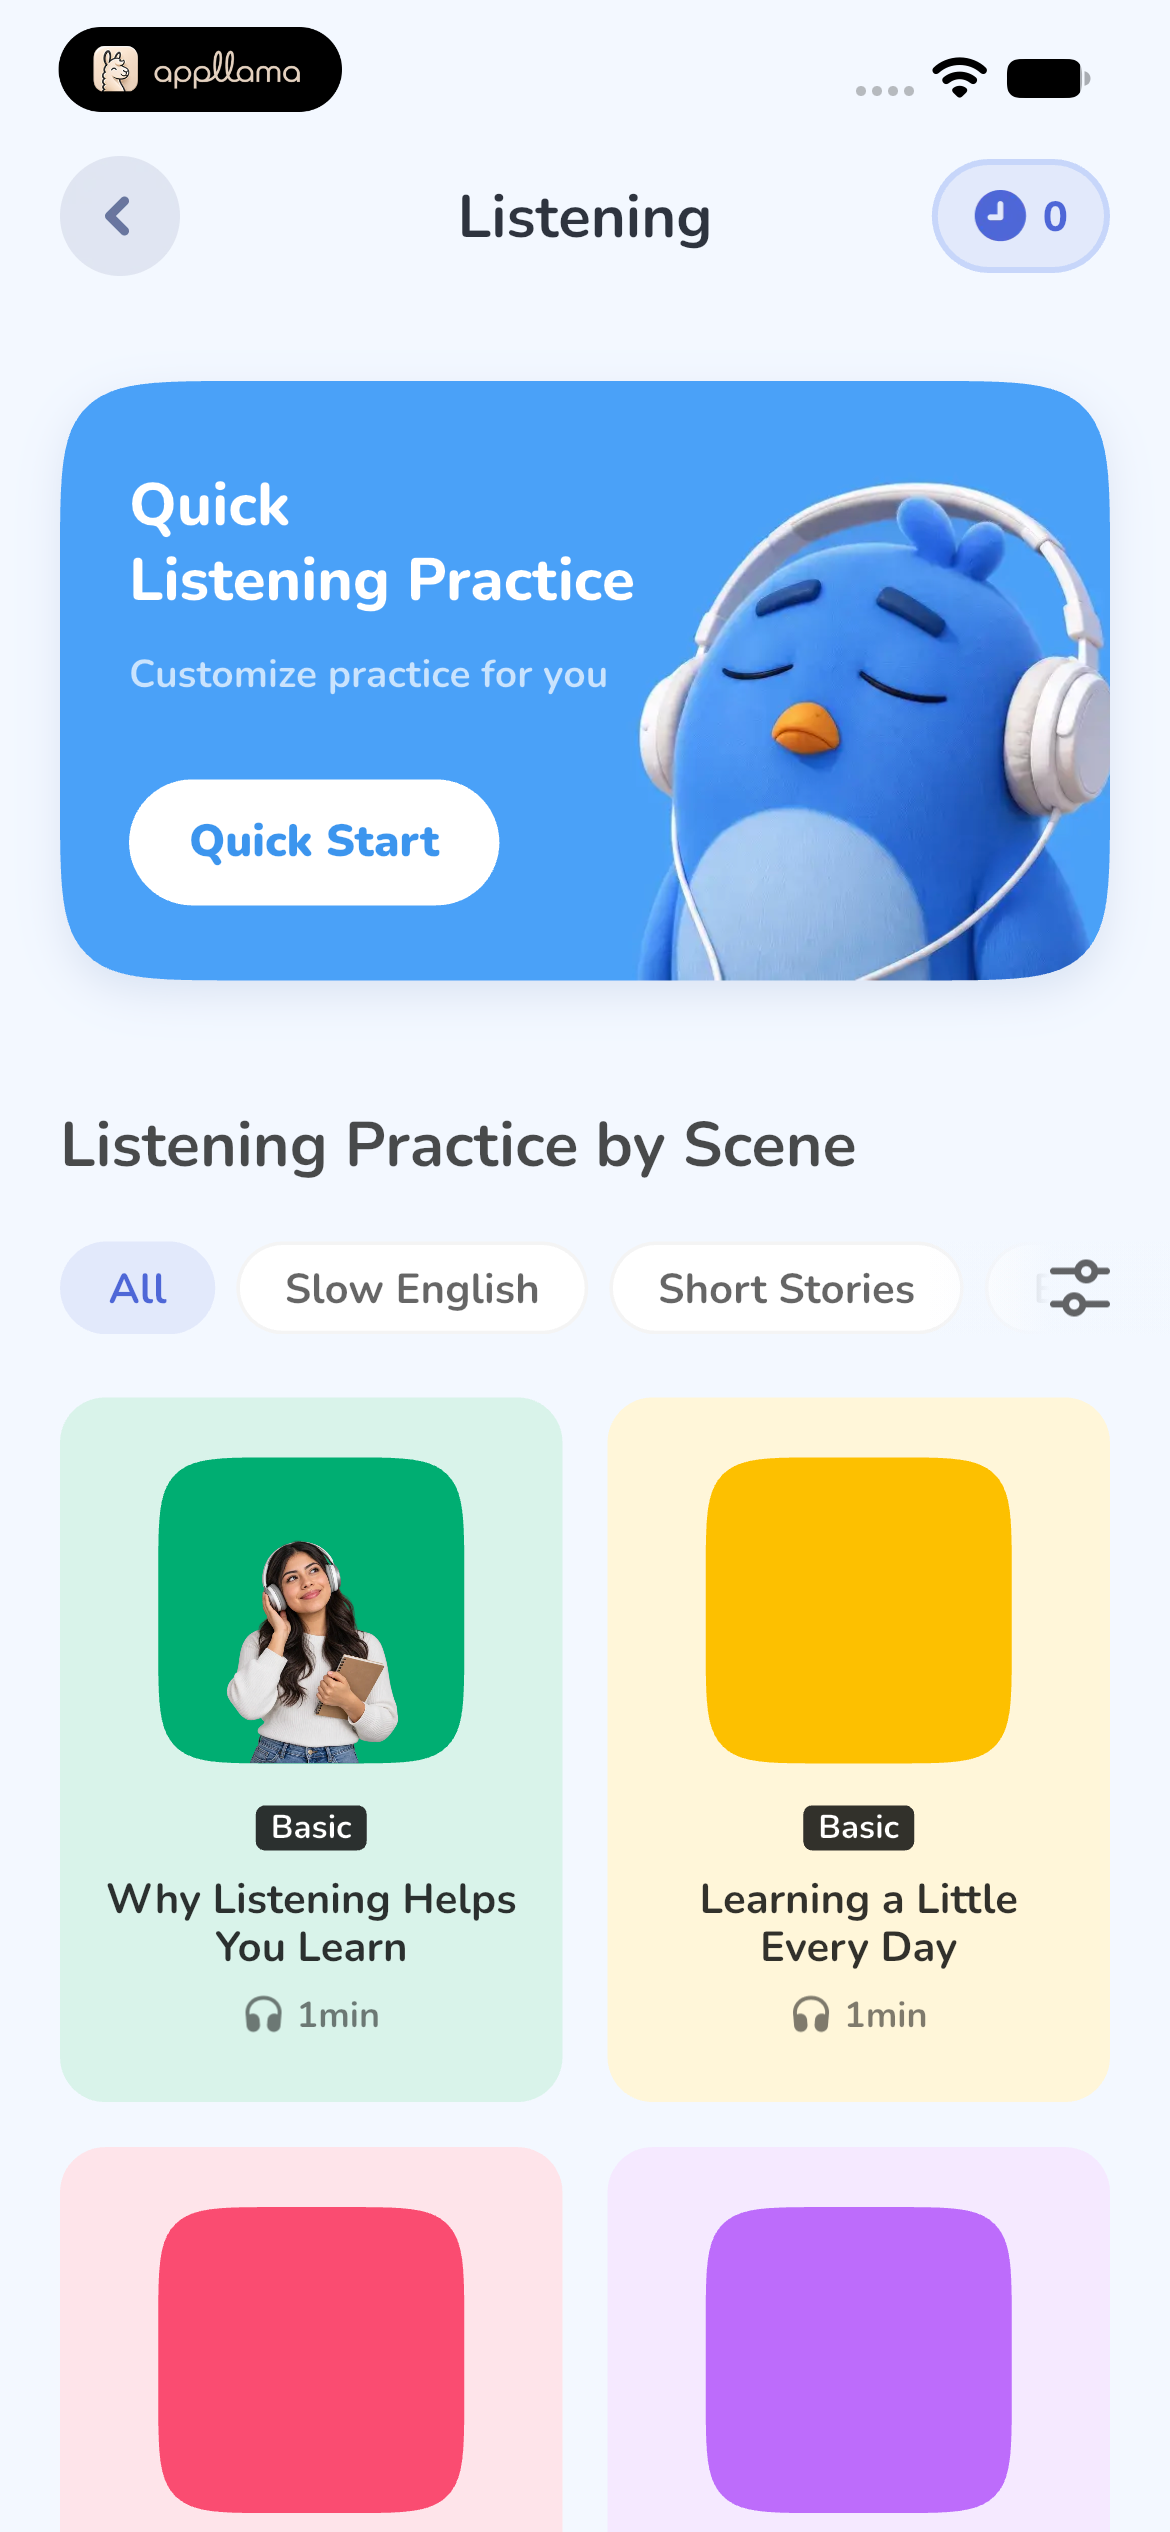 appllama
Listening
0
Quick
Listening Practice
Customize practice for you
Quick Start
Listening Practice by Scene
All
Slow English
Short Stories
Basic
Why Listening Helps
You Learn
1min
Basic
Learning a Little
Every Day
1min